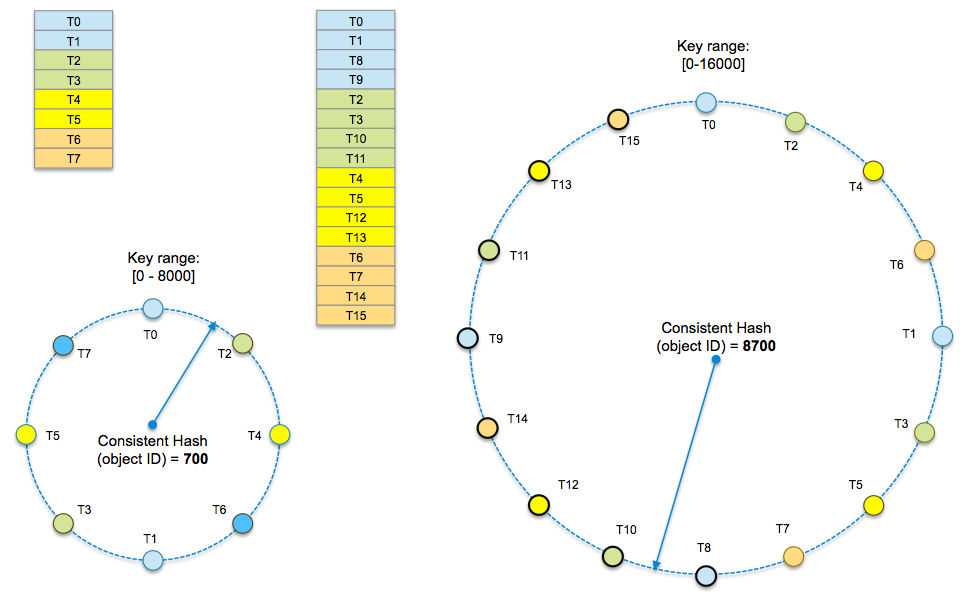 T0
T1
T2
T3
T4
T5
T6
T7
T0
T1
T8
T9
T2
T3
T10
T11
T4
T5
T12
T13
T6
T7
T14
T15
Key range:
[0 - 8000]
T0
T7
T2
T5
T4
Consistent Hash
(object ID) = 700
T3
T6
T1
Key range:
[0-16000]
T0
T15
T2
T13
T4
T11
T6
T9
T1
Consistent Hash
(object ID) = 8700
T14
T3
T12
T5
T10
T7
T8